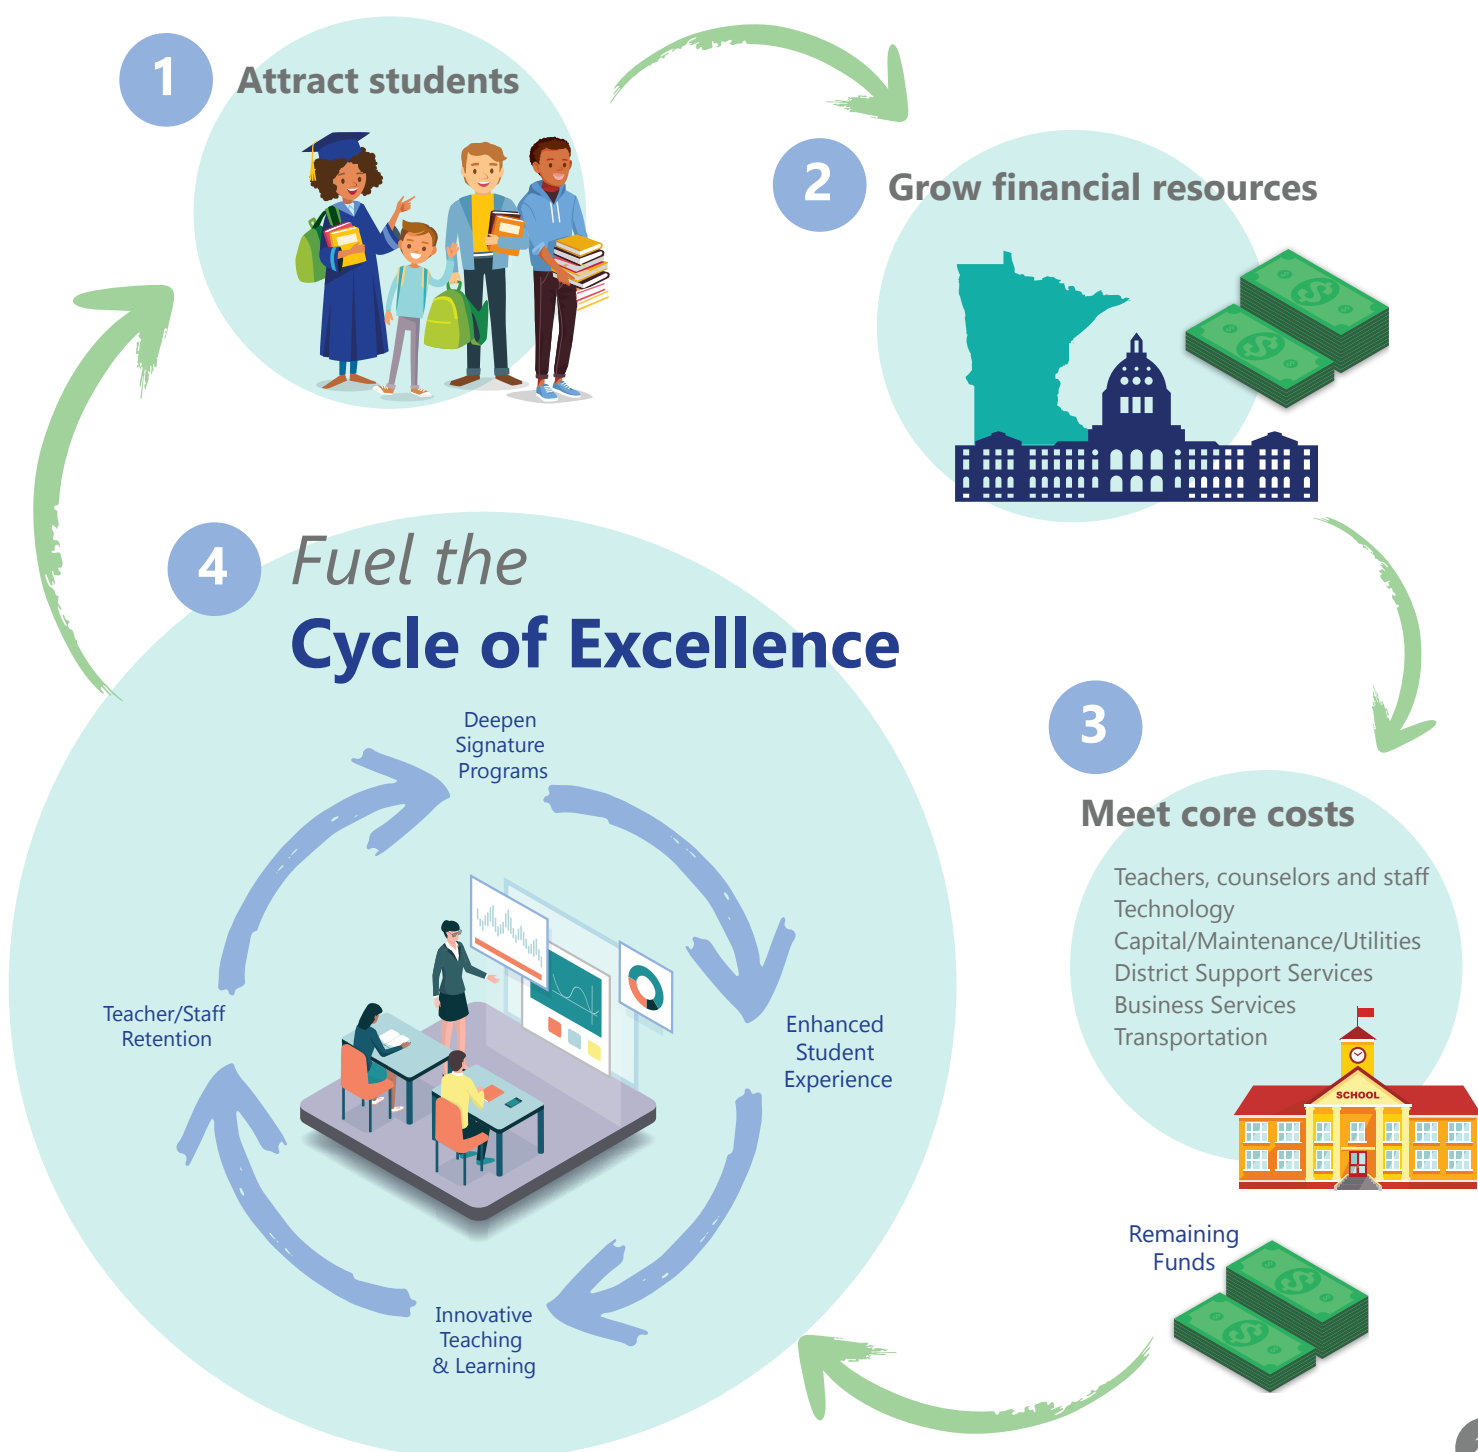 1
Attract students
2
Grow financial resources
3
Meet core costs
Teachers, counselors and staff
Technology
Capital/Maintenance/Utilities
District Support Services
Business Services
Transportation
SCHOOL
Remaining
Funds
4
Fuel the
Cycle of Excellence
Deepen
Signature
Programs
Enhanced
Student
Experience
Innovative
Teaching
& Learning
Teacher/Staff
Retention